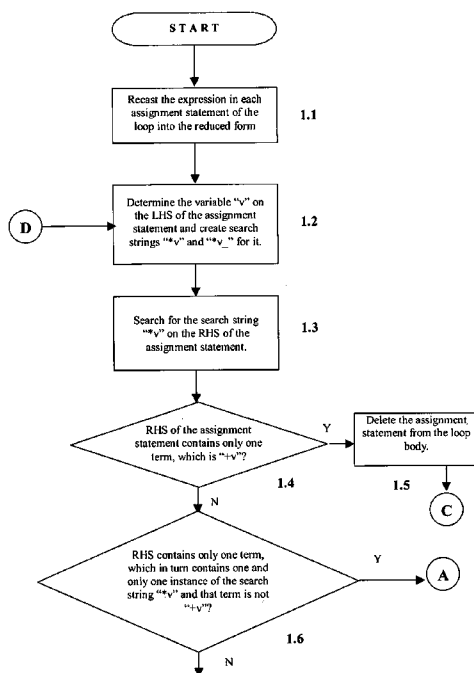 START
Recast the expression in each
assignment statement of the
loop into the reduced form
1.1
D
Determine the variable "v" on
the LHS of the assignment
statement and create search
strings "*v" and "*v_" for it.
1.2
Search for the search string
"*v" on the RHS of the
assignment statement.
1.3
RHS of the assignment
statement contains only one
term, which is "+v"?
1.4
Y
Delete the assignment
statement from the loop
body.
1.5
C
N
RHS contains only one term,
which in turn contains one and
only one instance of the search
string "*v" and that term is not
"+v"?
1.6
Y
A
N